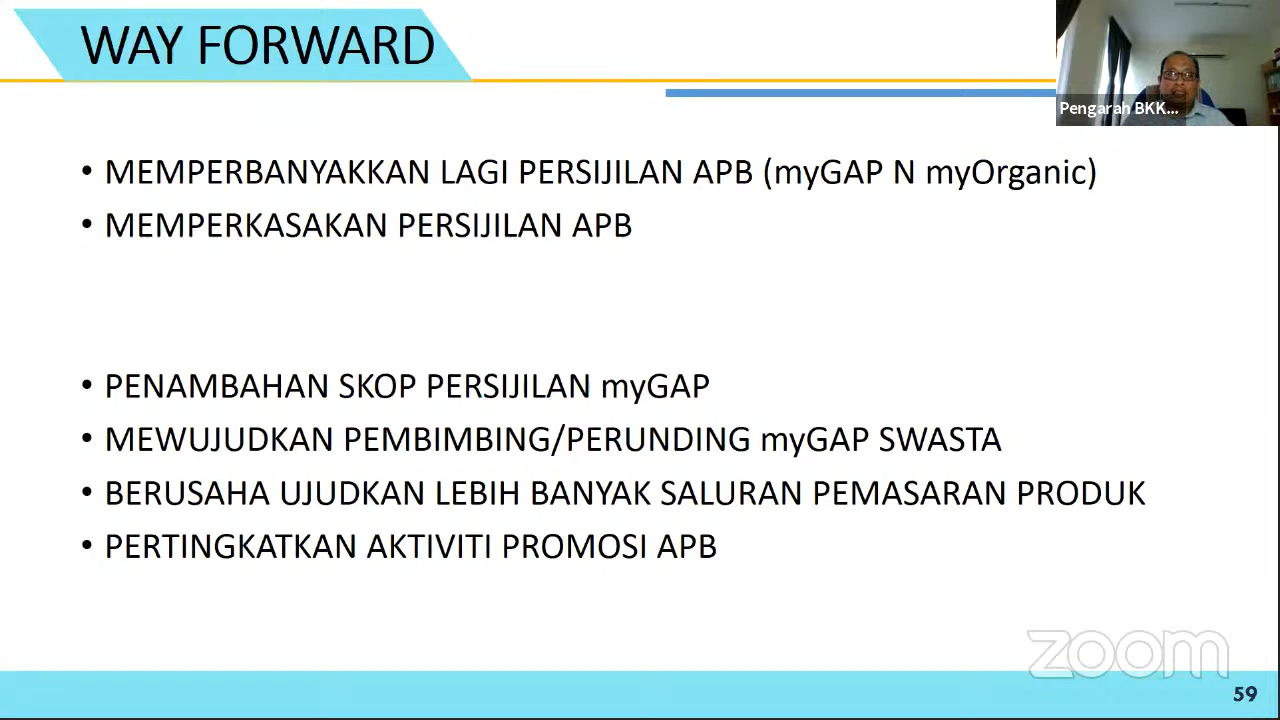 WAY FORWARD
Pengarah BKK...
• MEMPERBANYAKKAN LAGI PERSIJILAN APB (myGAP N myOrganic)
• MEMPERKASAKAN PERSIJILAN APB
• PENAMBAHAN SKOP PERSIJILAN myGAP
• MEWUJUDKAN PEMBIMBING/PERUNDING myGAP SWASTA
• BERUSAHA UJUDKAN LEBIH BANYAK SALURAN PEMASARAN PRODUK
• PERTINGKATKAN AKTIVITI PROMOSI APB
zoom
59